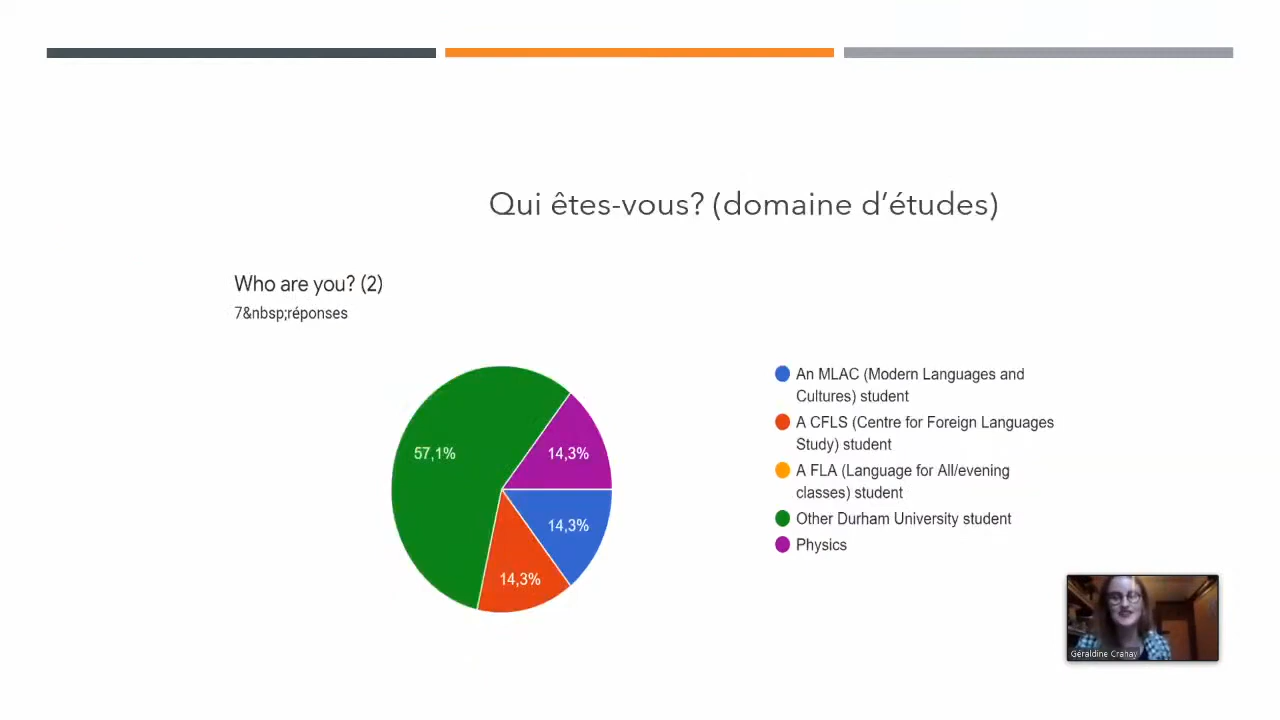 Qui êtes-vous? (domaine d'études)
Who are you? (2)
7&nbsp;réponses
57,1%
14,3%
14,3%
14,3%
An MLAC (Modern Languages and
Cultures) student
A CFLS (Centre for Foreign Languages
Study) student
A FLA (Language for All/evening
classes) student
Other Durham University student
Physics
Géraldine Crahay